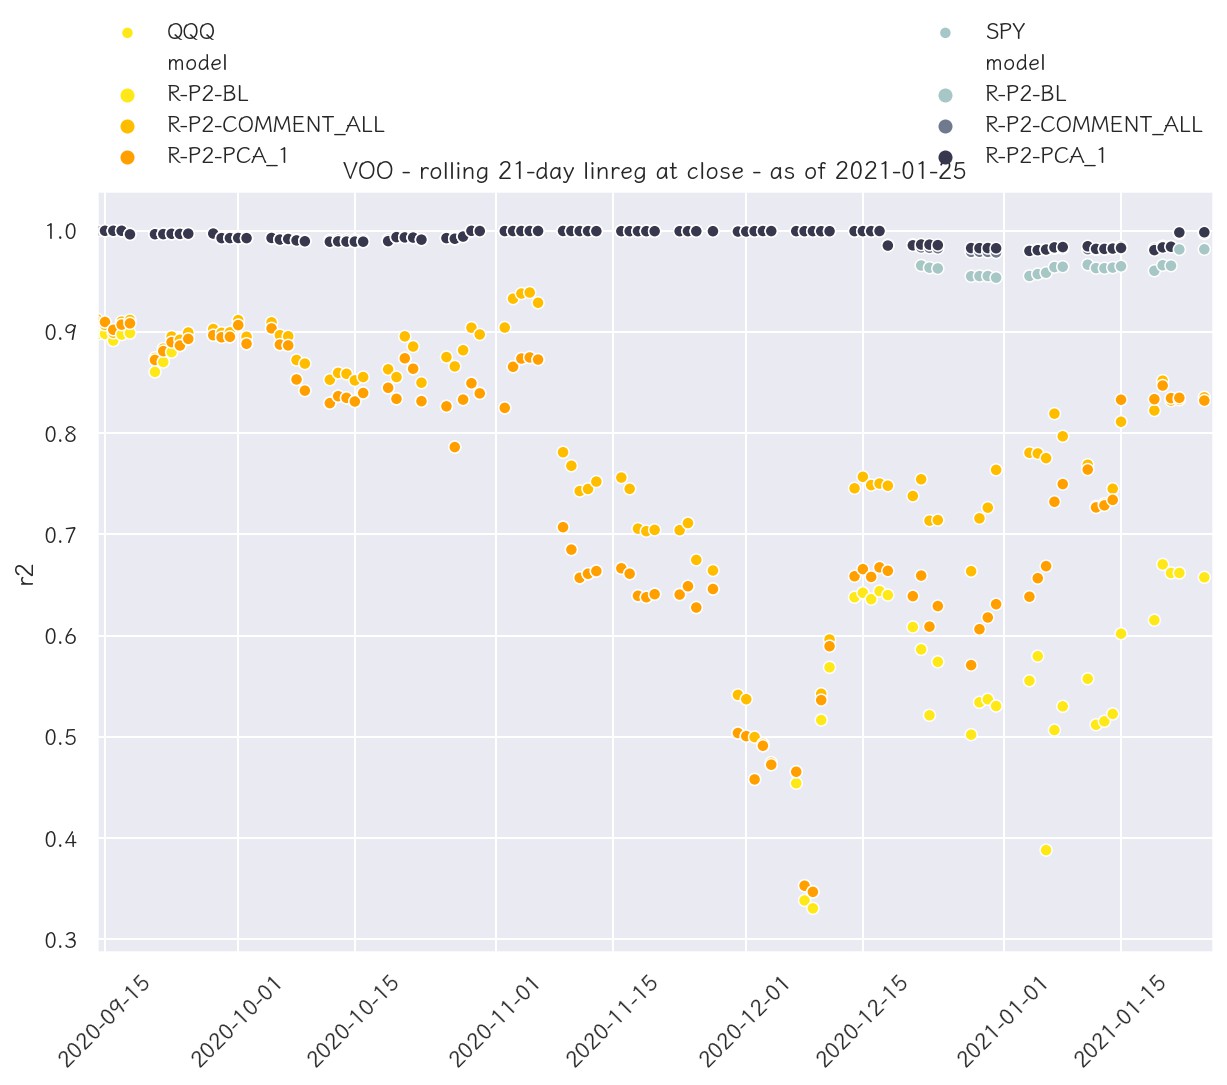 QQQ
model
R-P2-BL
R-P2-COMMENT_ALL
R-P2-PCA_1
SPY
model
R-P2-BL
R-P2-COMMENT_ALL
R-P2-PCA_1
VOO - rolling 21-day linreg at close - as of 2021-01-25
1.0
0.9
0.8
0.7
0.6
0.5
0.4
0.3
r2
2020-09-15
2020-10-01
2020-10-15
2020-11-01
2020-11-15
2020-12-01
2020-12-15
2021-01-01
2021-01-15